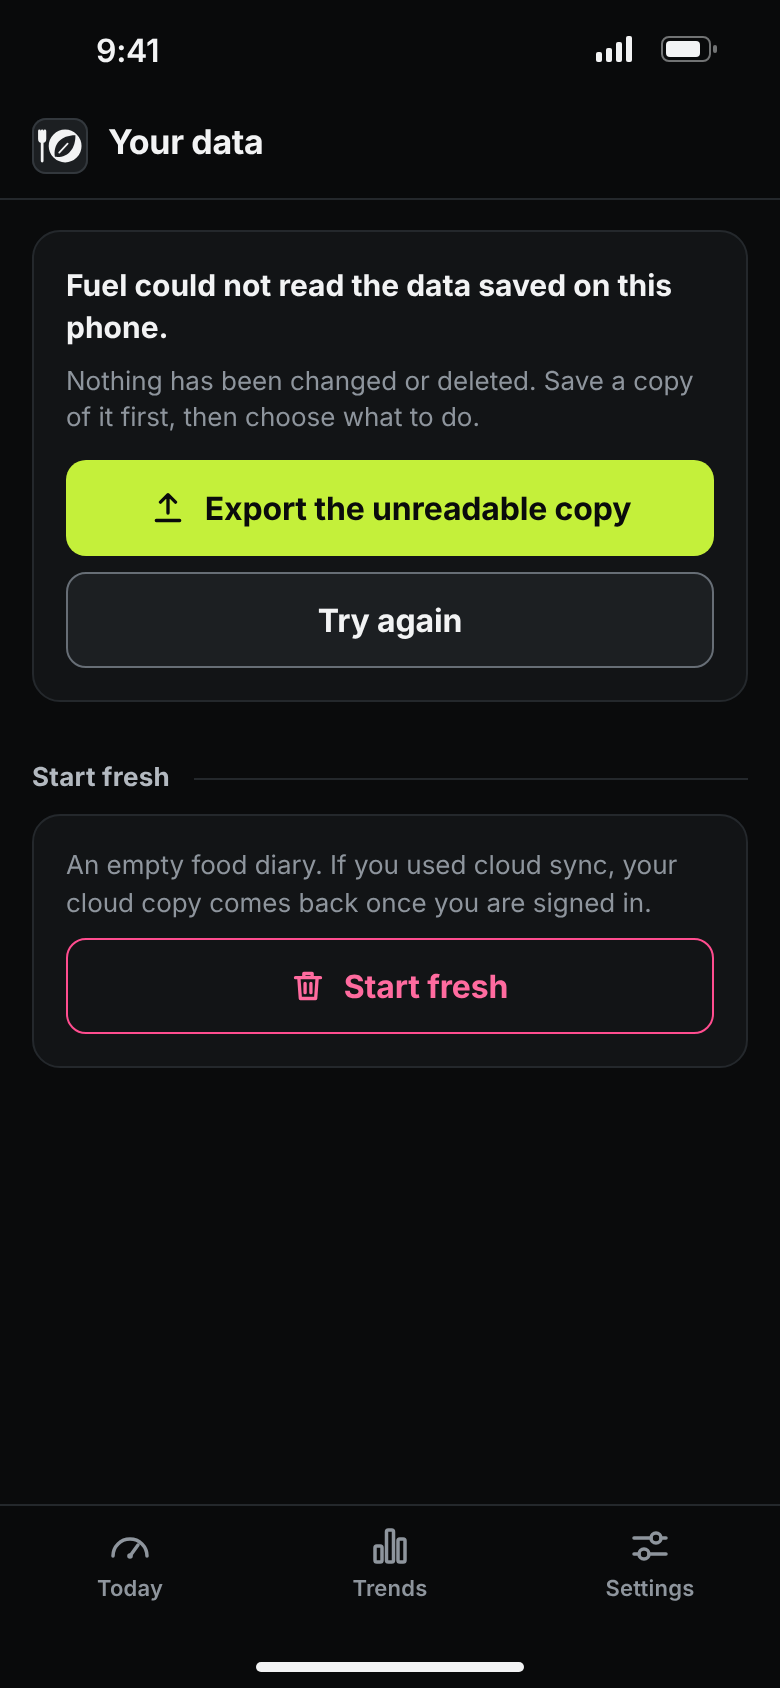 9:41
Your data
Fuel could not read the data saved on this
phone.
Nothing has been changed or deleted. Save a copy
of it first, then choose what to do.
Export the unreadable copy
Try again
Start fresh
An empty food diary. If you used cloud sync, your
cloud copy comes back once you are signed in.
Start fresh
Today
Trends
Settings